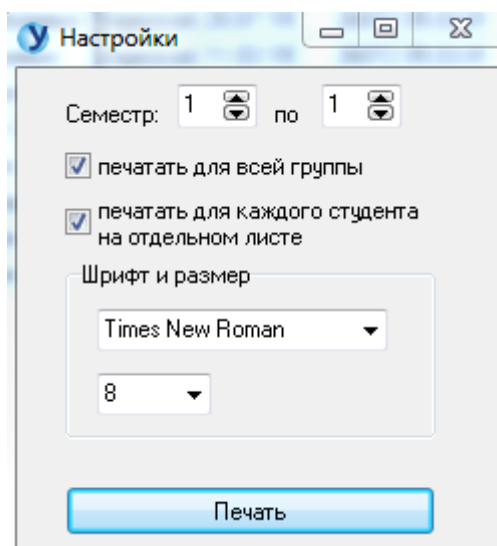 У Настройки
Семестр: 1 по 1
печатать для всей группы
печатать для каждого студента
на отдельном листе
Шрифт и размер
Times New Roman
8
Печать